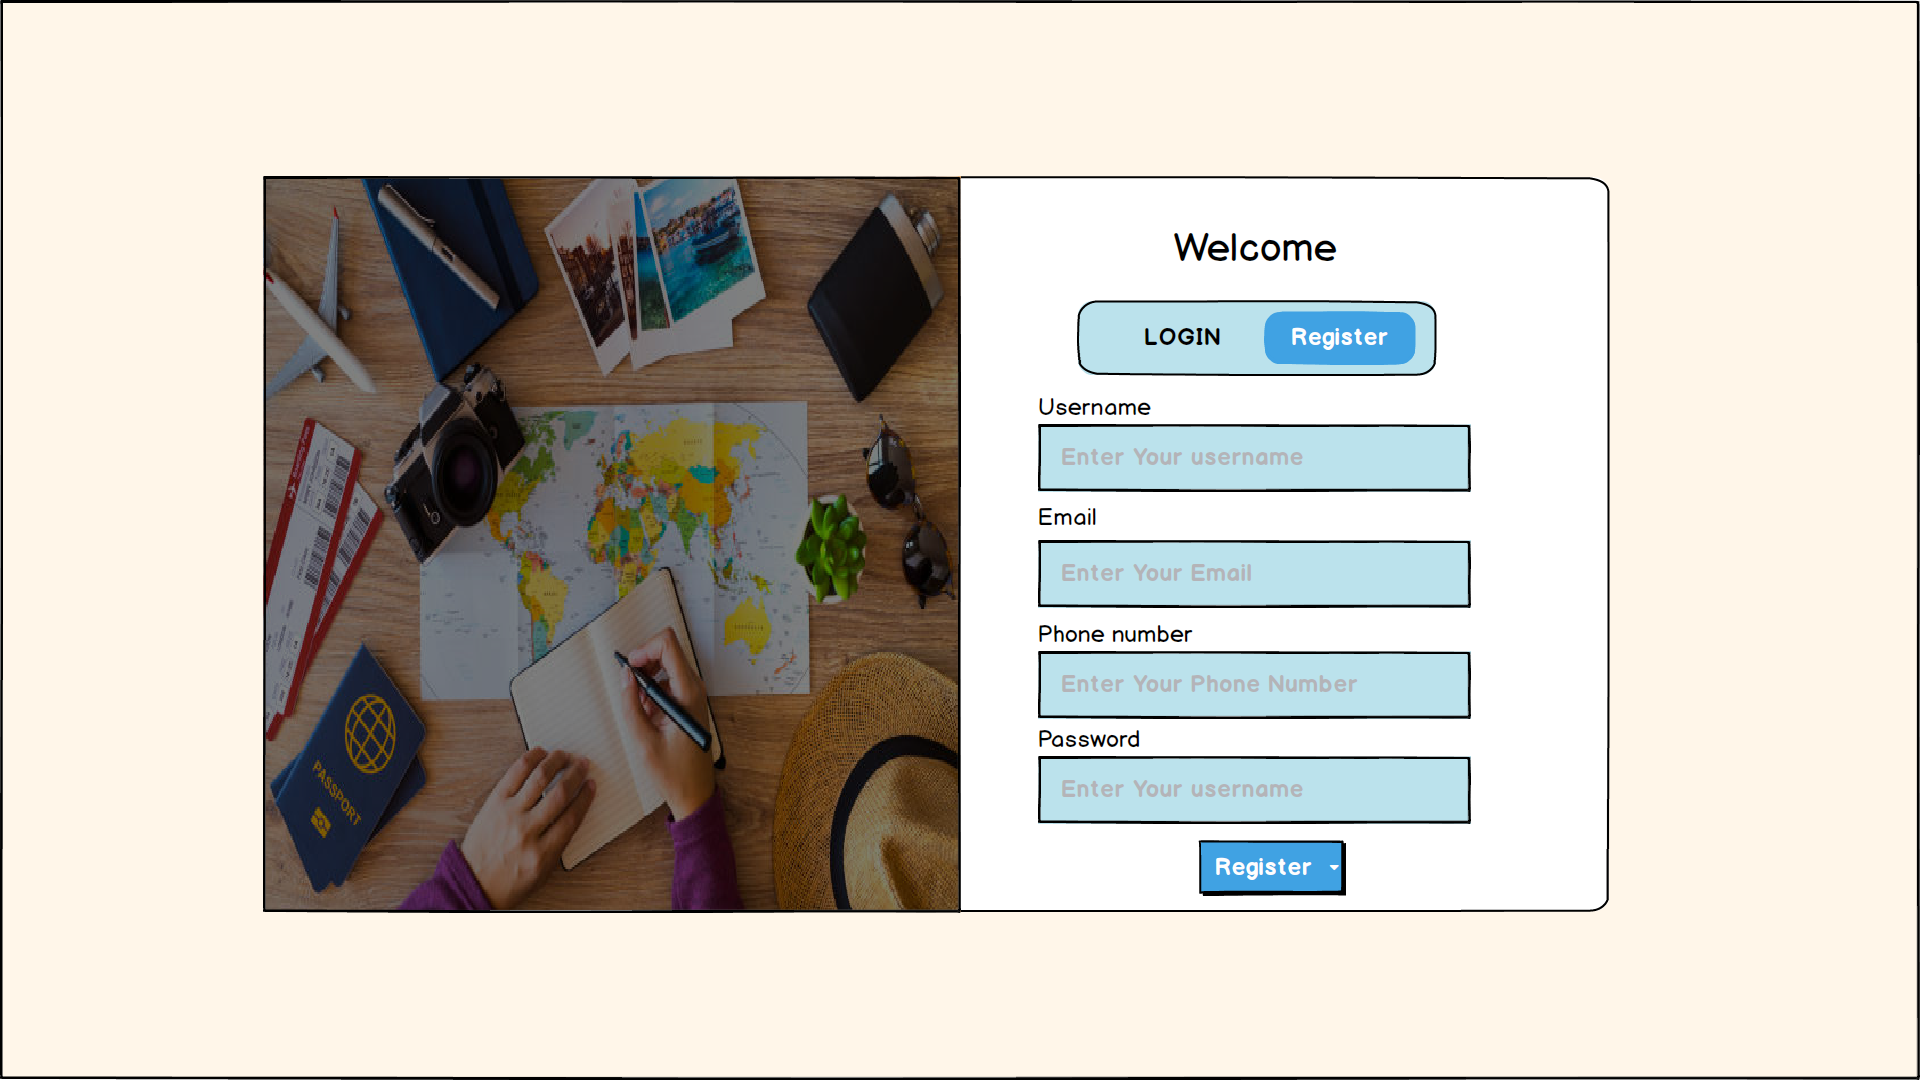 PASSPORT
Welcome
LOGIN Register
Username
Enter Your username
Email
Enter Your Email
Phone number
Enter Your Phone Number
Password
Enter Your username
Register